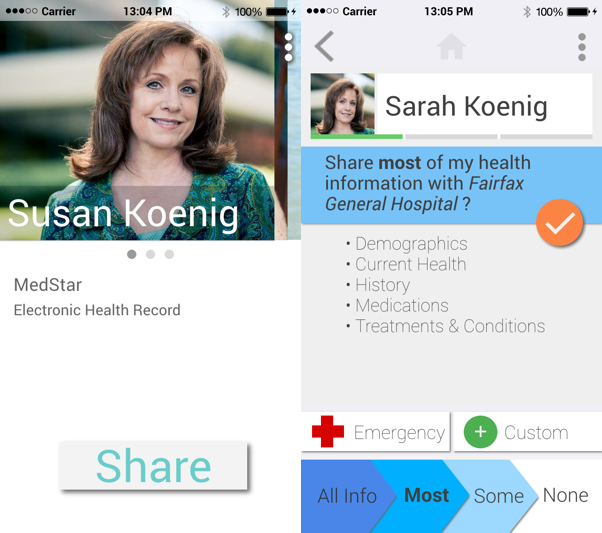 Carrier 13:04 PM 100%
Susan Koenig
MedStar
Electronic Health Record
Share
Carrier 13:05 PM 100%
Sarah Koenig
Share most of my health
information with Fairfax
General Hospital ?
• Demographics
• Current Health
• History
• Medications
• Treatments & Conditions
Emergency
Custom
All Info Most Some None